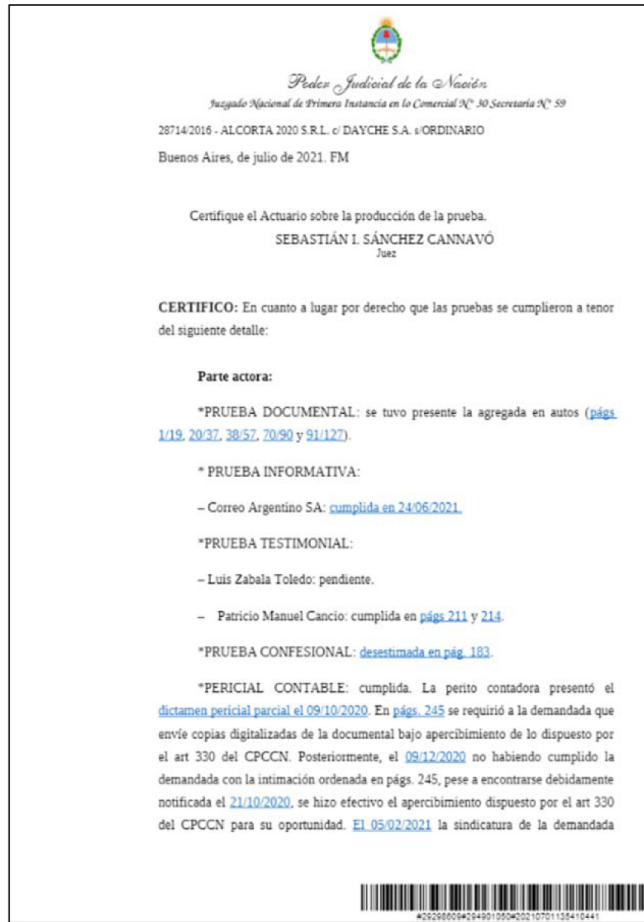 Poder Judicial de la Nación
Juzgado Nacional de Primera Instancia en lo Comercial N° 30 Secretaría N° 59
28714/2016 - ALCORTA 2020 S.R.L. c/ DAYCHE S.A. s/ORDINARIO
Buenos Aires, de julio de 2021. FM
Certifique el Actuario sobre la producción de la prueba.
SEBASTIÁN I. SÁNCHEZ CANNAVÓ
Juez
CERTIFICO: En cuanto a lugar por derecho que las pruebas se cumplieron a tenor
del siguiente detalle:
Parte actora:
*PRUEBA DOCUMENTAL: se tuvo presente la agregada en autos (págs
1/19, 20/37, 38/57, 70/90 y 91/127).
* PRUEBA INFORMATIVA:
– Correo Argentino SA: cumplida en 24/06/2021.
*PRUEBA TESTIMONIAL:
– Luis Zabala Toledo: pendiente.
– Patricio Manuel Cancio: cumplida en págs 211 y 214.
*PRUEBA CONFESIONAL: desestimada en pág. 183.
*PERICIAL CONTABLE: cumplida. La perito contadora presentó el
dictamen pericial parcial el 09/10/2020. En págs. 245 se requirió a la demandada que
envíe copias digitalizadas de la documental bajo apercibimiento de lo dispuesto por
el art 330 del CPCCN. Posteriormente, el 09/12/2020 no habiendo cumplido la
demandada con la intimación ordenada en págs. 245, pese a encontrarse debidamente
notificada el 21/10/2020, se hizo efectivo el apercibimiento dispuesto por el art 330
del CPCCN para su oportunidad. El 05/02/2021 la sindicatura de la demandada
#29298609#294901050#20210701135410441